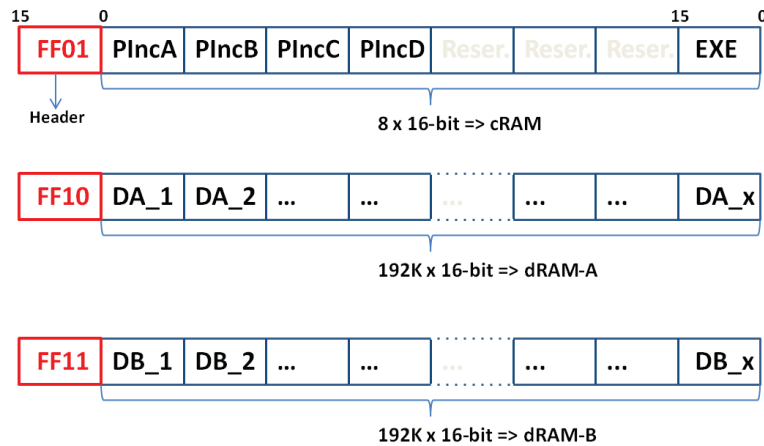 15 0 15 0
FF01 PIncA PIncB PIncC PIncD Reser. Reser. Reser. EXE
Header
8 x 16-bit => cRAM
FF10 DA_1 DA_2 ... ... ... ... ... DA_x
192K x 16-bit => dRAM-A
FF11 DB_1 DB_2 ... ... ... ... ... DB_x
192K x 16-bit => dRAM-B